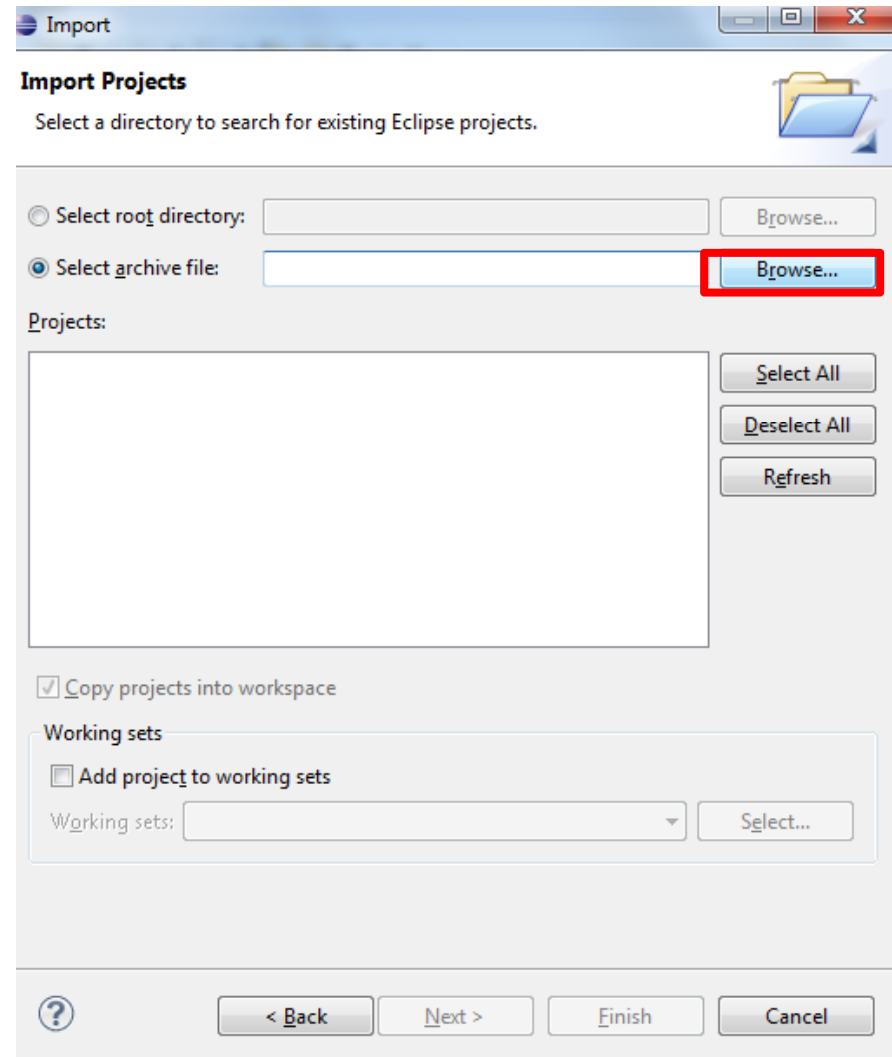 Import
Import Projects
Select a directory to search for existing Eclipse projects.
Select root directory: Browse...
Select archive file: Browse...
Projects:
Select All
Deselect All
Refresh
Copy projects into workspace
Working sets
Add project to working sets
Working sets: Select...
? < Back Next > Finish Cancel